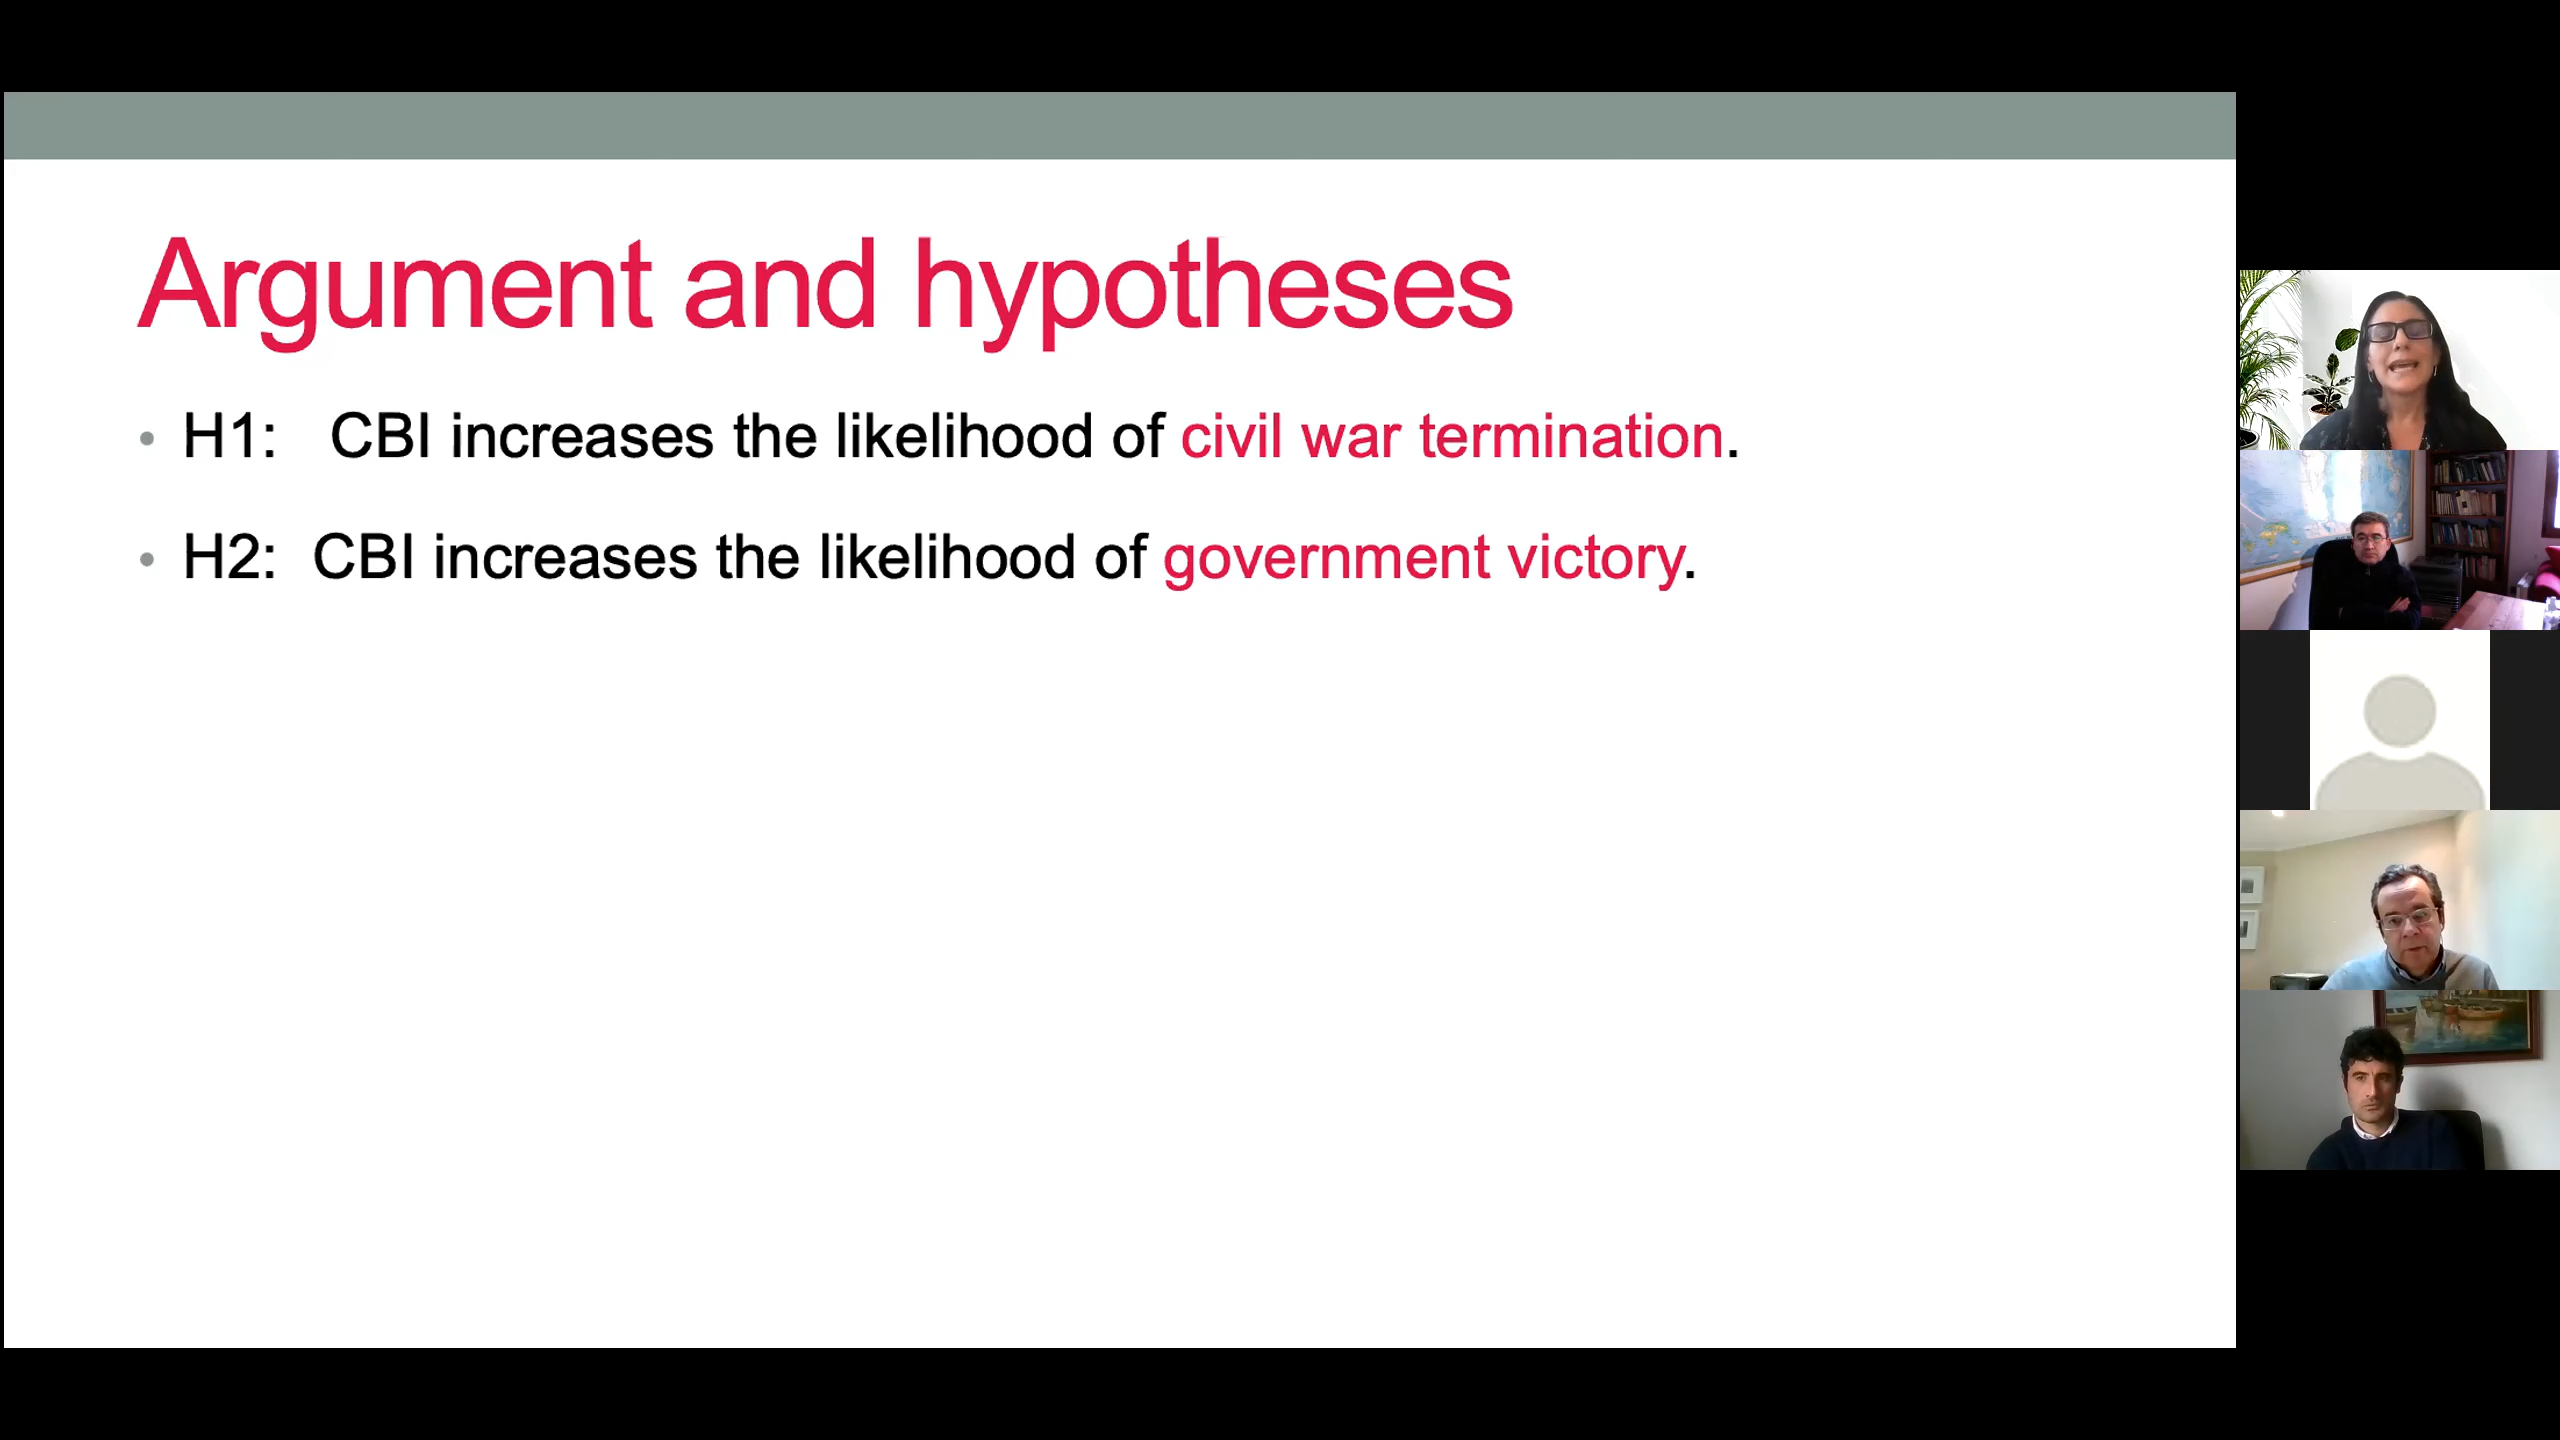 Argument and hypotheses
• H1: CBI increases the likelihood of civil war termination.
• H2: CBI increases the likelihood of government victory.